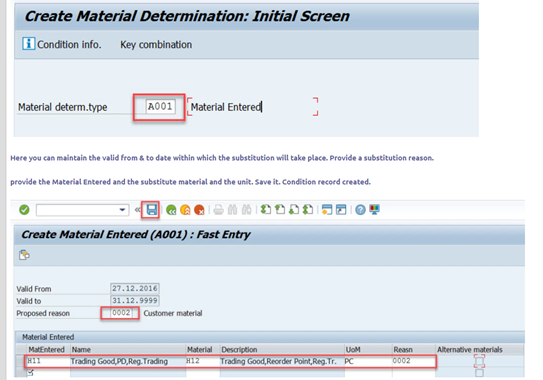 Create Material Determination: Initial Screen
Condition info. Key combination
Material determ.type A001 Material Entered
Here you can maintain the valid from & to date within which the substitution will take place. Provide a substitution reason.
provide the Material Entered and the substitute material and the unit. Save it. Condition record created.
Create Material Entered (A001) : Fast Entry
Valid From 27.12.2016
Valid to 31.12.9999
Proposed reason 0002 Customer material
Material Entered
MatEntered Name Material Description UoM Reasn Alternative materials
H11 Trading Good,PD,Reg.Trading H12 Trading Good,Reorder Point,Reg.Tr. PC 0002